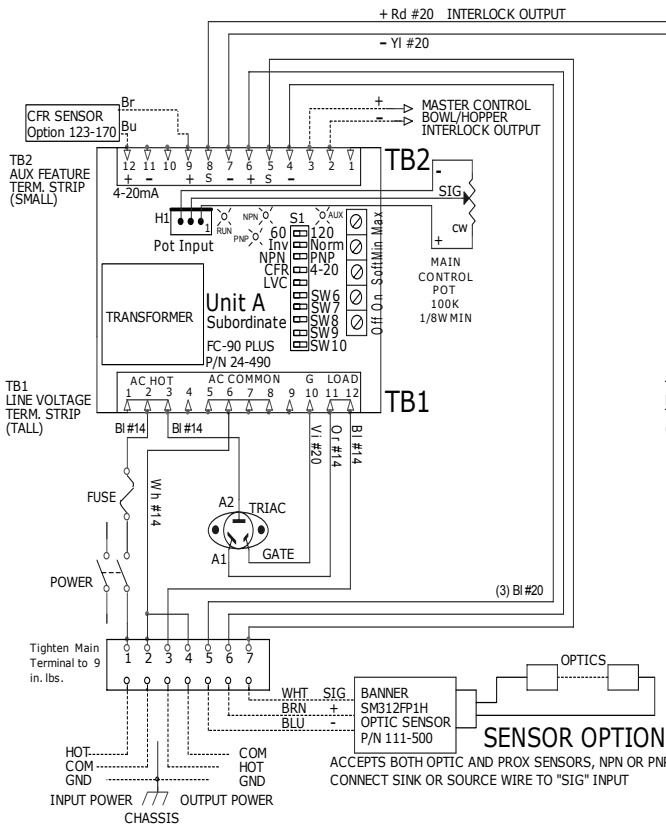 + Rd #20 INTERLOCK OUTPUT
- Yl #20
CFR SENSOR
Option 123-170
Br
Bu
+ MASTER CONTROL
- BOWL/HOPPER
INTERLOCK OUTPUT
TB2
AUX FEATURE
TERM. STRIP
(SMALL)
12 11 10 9 8 7 6 5 4 3 2 1
+ - + S - + S -
4-20mA
TB2
H1
1
Pot Input
RUN
NPN
PNP
AUX
S1
60 120
Inv Norm
NPN PNP
CFR 4-20
LVC
SW6
SW7
SW8
SW9
SW10
Off On Soft Min Max
-
SIG
CW
+
MAIN
CONTROL
POT
100K
1/8W MIN
TRANSFORMER
Unit A
Subordinate
FC-90 PLUS
P/N 24-490
TB1
LINE VOLTAGE
TERM. STRIP
(TALL)
AC HOT AC COMMON G LOAD
1 2 3 4 5 6 7 8 9 10 11 12
TB1
Bl #14 Bl #14
Wh #14
Vi #20
Or #14
Bl #14
FUSE
A2
TRIAC
A1
GATE
POWER
(3) Bl #20
Tighten Main
Terminal to 9
in. lbs.
1 2 3 4 5 6 7
WHT SIG
BRN +
BLU -
BANNER
SM312FP1H
OPTIC SENSOR
P/N 111-500
OPTICS
SENSOR OPTION
ACCEPTS BOTH OPTIC AND PROX SENSORS, NPN OR PNP
CONNECT SINK OR SOURCE WIRE TO "SIG" INPUT
HOT COM
COM HOT
GND GND
INPUT POWER OUTPUT POWER
CHASSIS